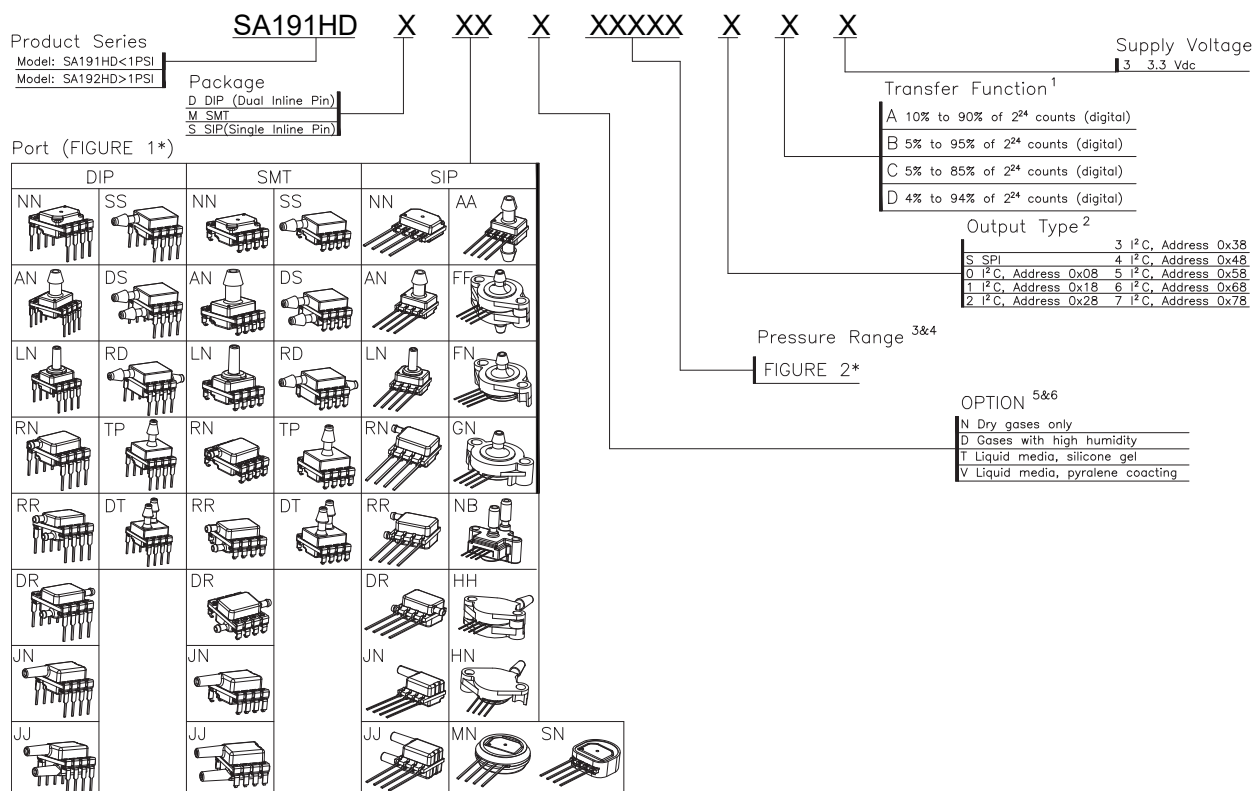 SA191HD X XX X XXXXX X X X
Product Series
Model: SA191HD<1PSI
Model: SA192HD>1PSI
Package
D DIP (Dual Inline Pin)
M SMT
S SIP(Single Inline Pin)
Supply Voltage
3 3.3 Vdc
Transfer Function 1
A 10% to 90% of 2²⁴ counts (digital)
B 5% to 95% of 2²⁴ counts (digital)
C 5% to 85% of 2²⁴ counts (digital)
D 4% to 94% of 2²⁴ counts (digital)
Output Type 2
3 I²C, Address 0x38
S SPI 4 I²C, Address 0x48
0 I²C, Address 0x08 5 I²C, Address 0x58
1 I²C, Address 0x18 6 I²C, Address 0x68
2 I²C, Address 0x28 7 I²C, Address 0x78
Pressure Range 3&4
FIGURE 2*
OPTION 5&6
N Dry gases only
D Gases with high humidity
T Liquid media, silicone gel
V Liquid media, pyralene coacting
Port (FIGURE 1*)
DIP SMT SIP
NN SS NN SS NN AA
AN DS AN DS AN FF
LN RD LN RD LN FN
RN TP RN TP RN GN
RR DT RR DT RR NB
DR DR DR HH
JN JN JN HN
JJ JJ JJ MN SN